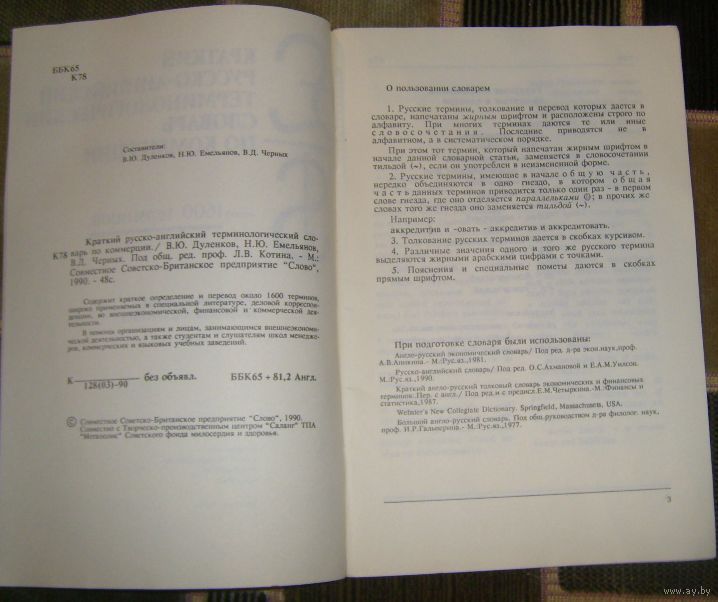 ББК65
К78
Составители:
В.Ю. Дуленков, Н.Ю. Емельянов, В.Д. Черных
Краткий русско-английский терминологический сло-
К78 варь по коммерции./ В.Ю. Дуленков, Н.Ю. Емельянов,
В.Д. Черных. Под общ. ред. проф. Л.В. Котина. - М.:
Совместное Советско-Британское предприятие "Слово",
1990. - 48с.
Содержит краткое определение и перевод около 1600 терминов,
широко применяемых в специальной литературе, деловой корреспон-
денции, во внешнеэкономической, финансовой и коммерческой дея-
тельности.
В помощь организациям и лицам, занимающимся внешнеэкономи-
ческой деятельностью, а также студентам и слушателям школ менедже-
ров, коммерческих и языковых учебных заведений.
К
128(03)-90
без объявл.
ББК65 + 81,2 Англ.
© Совместное Советско-Британское предприятие "Слово", 1990.
Совместно с Творческо-производственным центром "Саланг" ТПА
"Мегаполис" Советского фонда милосердия и здоровья.
О пользовании словарем
1. Русские термины, толкование и перевод которых дается в
словаре, напечатаны жирным шрифтом и расположены строго по
алфавиту. При многих терминах даются те или иные
словосочетания. Последние приводятся не в
алфавитном, а в систематическом порядке.
При этом тот термин, который напечатан жирным шрифтом в
начале данной словарной статьи, заменяется в словосочетании
тильдой (~), если он употреблен в неизмененной форме.
2. Русские термины, имеющие в начале общую часть,
нередко объединяются в одно гнездо, в котором общая
часть данных терминов приводится только один раз - в первом
слове гнезда, где она отделяется параллельками (||); в прочих же
словах того же гнезда оно заменяется тильдой (~).
Например:
аккредит||ив и -овать - аккредитив и аккредитовать.
3. Толкование русских терминов дается в скобках курсивом.
4. Различные значения одного и того же русского термина
выделяются жирными арабскими цифрами с точками.
5. Пояснения и специальные пометы даются в скобках
прямым шрифтом.
При подготовке словаря были использованы:
Англо-русский экономический словарь/ Под ред. д-ра экон.наук,проф.
А.В.Аникина.- М.:Рус.яз.,1981.
Русско-английский словарь/ Под ред. О.С.Ахмановой и Е.А.М.Уилсон.
М.:Рус.яз.,1990.
Краткий англо-русский толковый словарь экономических и финансовых
терминов:.Пер. с англ./ Под.ред.и с предисл.Е.М.Четыркина.-М.:Финансы и
статистика,1987.
Webster's New Collegiate Dictionary. Springfield, Massachusets, USA.
Большой англо-русский словарь. Под общ.руководством д-ра филолог. наук,
проф. И.Р.Гальперина.- М.:Рус.яз.,1977.
3
www.ay.by